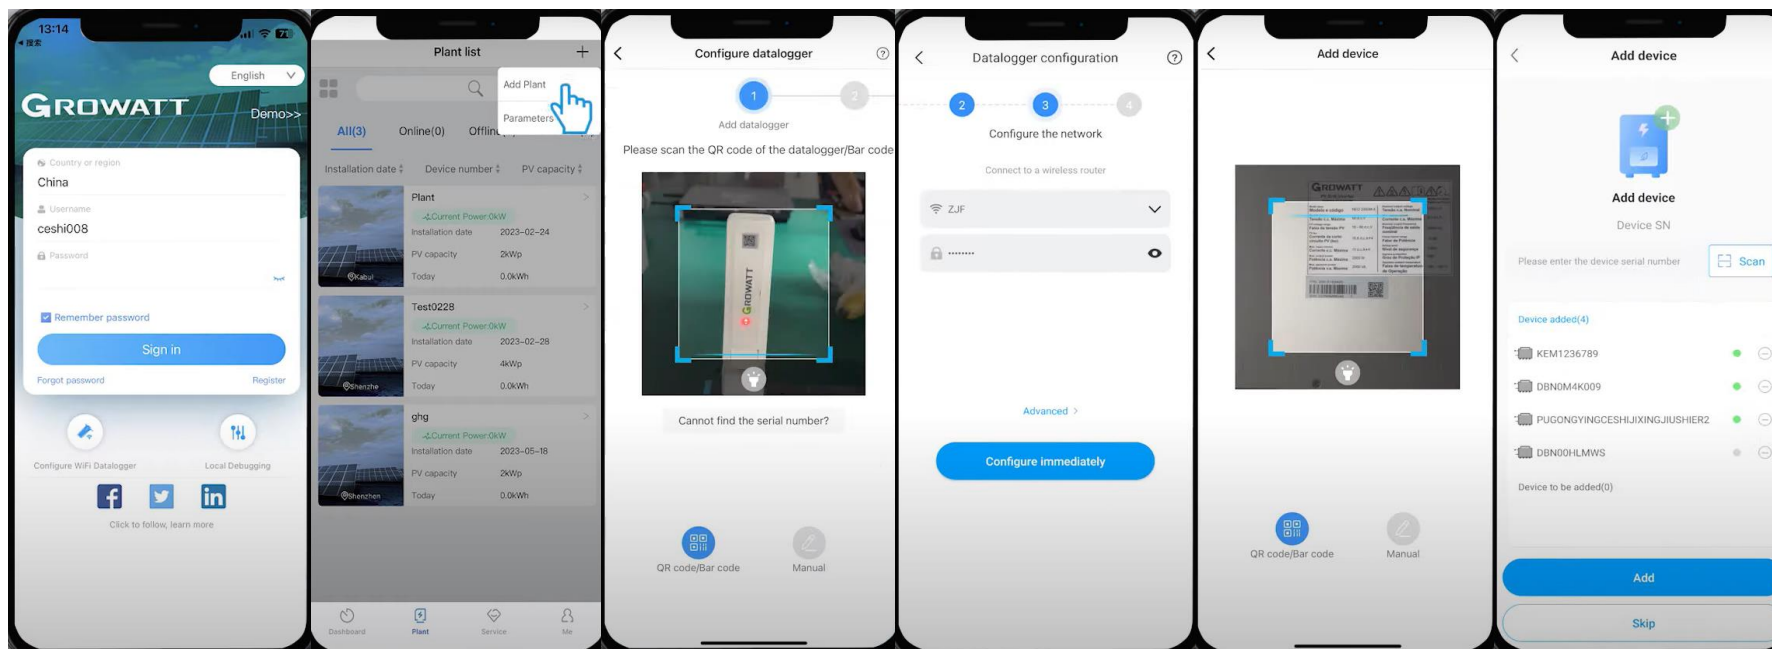 13:14
搜索
71
English
GROWATT
Demo>>
Country or region
China
Username
ceshi008
Password
Remember password
Sign in
Forgot password
Register
Configure WiFi Datalogger
Local Debugging
Click to follow, learn more
Plant list
Add Plant
Parameters
All(3)
Online(0)
Installation date
Device number
PV capacity
Plant
Current Power:0kW
Installation date 2023-02-24
PV capacity 2kWp
Today 0.0kWh
Kabul
Test0228
Current Power:0kW
Installation date 2023-02-28
PV capacity 4kWp
Today 0.0kWh
Shenzhe
ghg
Current Power:0kW
Installation date 2023-05-18
PV capacity 2kWp
Today 0.0kWh
Shenzhen
Dashboard
Plant
Service
Me
Configure datalogger
1
2
Add datalogger
Please scan the QR code of the datalogger/Bar code
GROWATT
Cannot find the serial number?
QR code/Bar code
Manual
Datalogger configuration
2
3
4
Configure the network
Connect to a wireless router
ZJF
••••••••
Advanced >
Configure immediately
Add device
GROWATT
QR code/Bar code
Manual
Add device
Add device
Device SN
Please enter the device serial number
Scan
Device added(4)
KEM1236789
DBN0M4K009
PUGONGYINGCESHIJIXINGJIUSHIER2
DBN00HLMWS
Device to be added(0)
Add
Skip